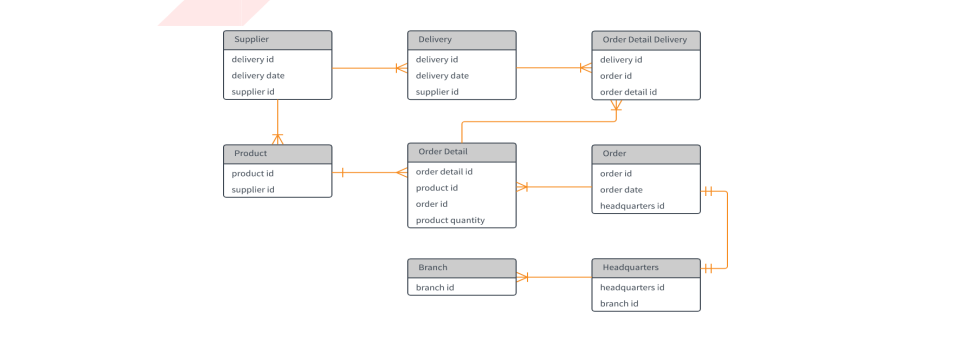 Supplier
delivery id
delivery date
supplier id
Delivery
delivery id
delivery date
supplier id
Order Detail Delivery
delivery id
order id
order detail id
Product
product id
supplier id
Order Detail
order detail id
product id
order id
product quantity
Order
order id
order date
headquarters id
Branch
branch id
Headquarters
headquarters id
branch id